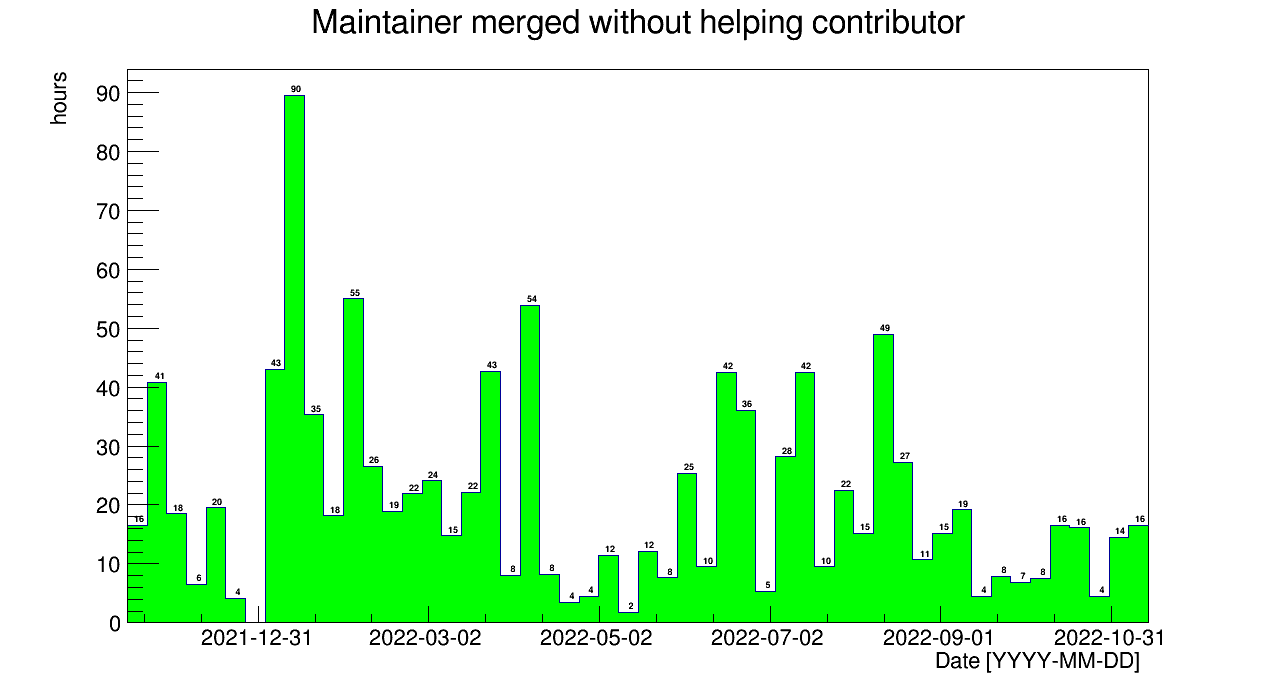 Maintainer merged without helping contributor
hours
90
80
70
60
50
40
30
20
10
0
16 41 18 6 20 4 43 90 35 18 55 26 19 22 24 15 22 43 8 54 8 4 4 12 2 12 8 25 10 42 36 5 28 42 10 22 15 49 27 11 15 19 4 8 7 8 16 16 4 14 16
2021-12-31 2022-03-02 2022-05-02 2022-07-02 2022-09-01 2022-10-31
Date [YYYY-MM-DD]